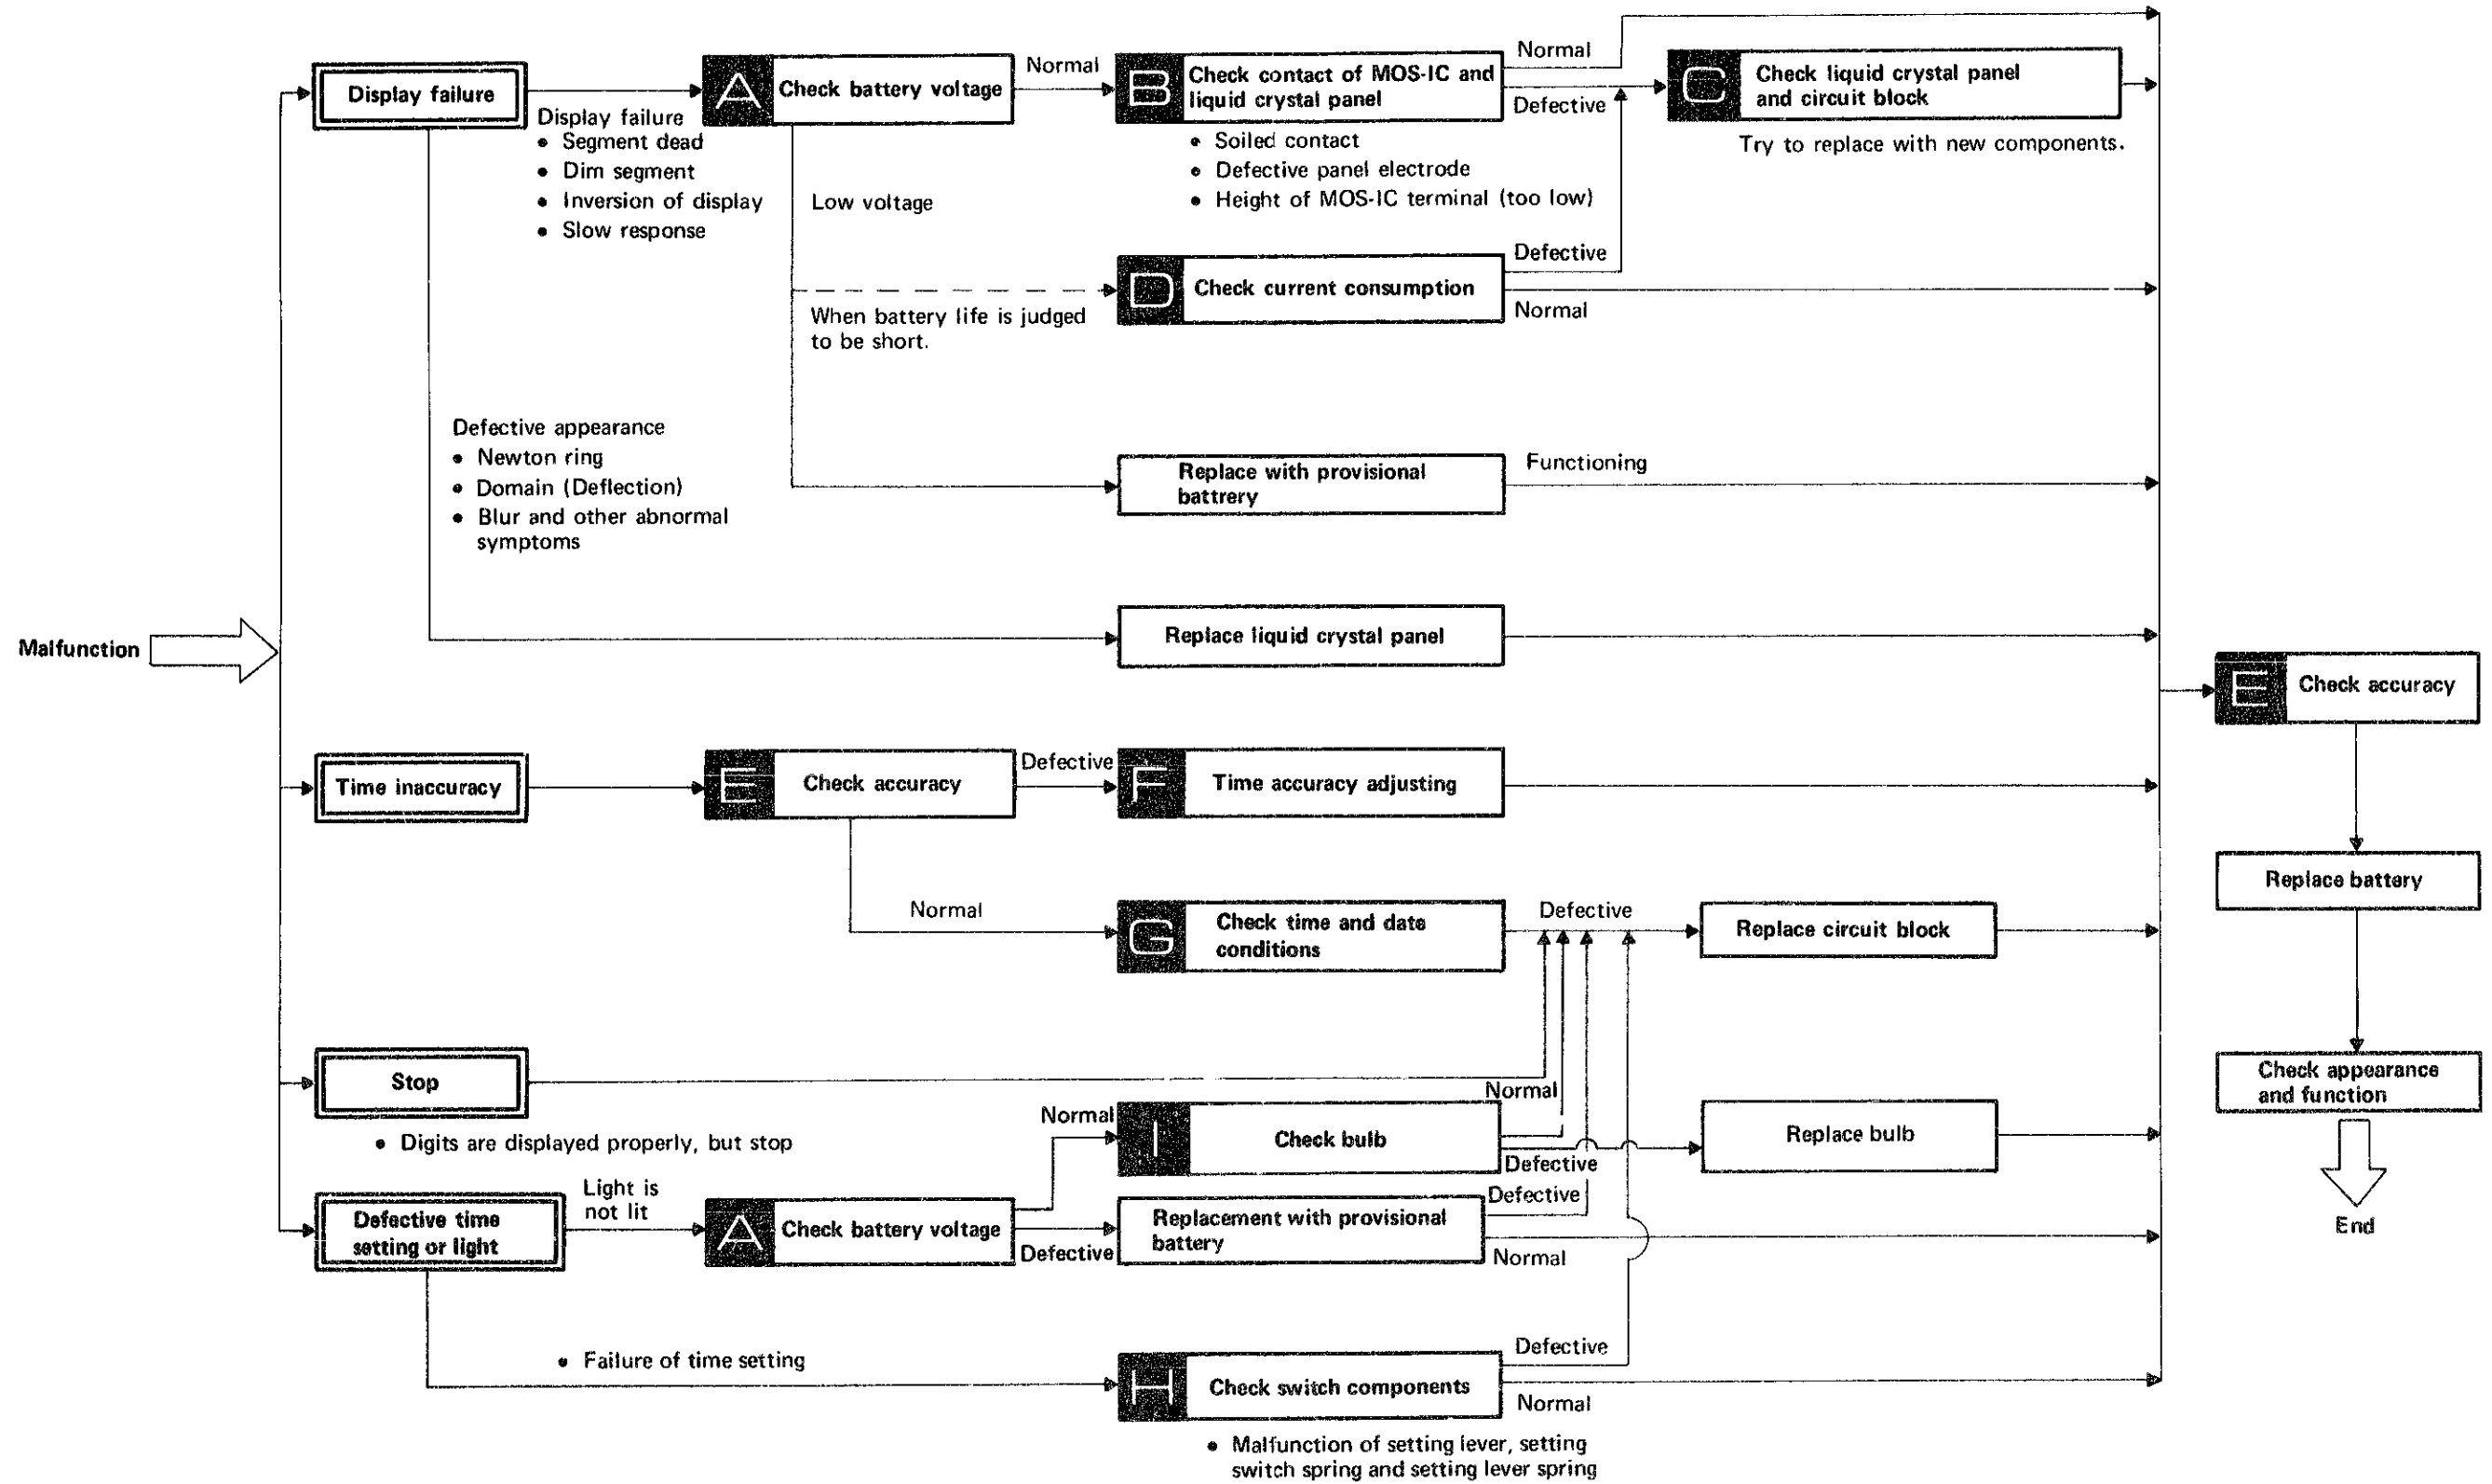 Malfunction
Display failure
Display failure
• Segment dead
• Dim segment
• Inversion of display
• Slow response
A
Check battery voltage
Normal
B
Check contact of MOS-IC and
liquid crystal panel
• Soiled contact
• Defective panel electrode
• Height of MOS-IC terminal (too low)
Normal
Defective
C
Check liquid crystal panel
and circuit block
Try to replace with new components.
Low voltage
When battery life is judged
to be short.
D
Check current consumption
Defective
Normal
Defective appearance
• Newton ring
• Domain (Deflection)
• Blur and other abnormal
symptoms
Replace with provisional
battrery
Functioning
Replace liquid crystal panel
Time inaccuracy
E
Check accuracy
Defective
F
Time accuracy adjusting
Normal
G
Check time and date
conditions
Defective
Replace circuit block
Stop
• Digits are displayed properly, but stop
Defective time
setting or light
Light is
not lit
A
Check battery voltage
Normal
Defective
I
Check bulb
Normal
Defective
Replace bulb
Replacement with provisional
battery
Defective
Normal
• Failure of time setting
H
Check switch components
Defective
Normal
• Malfunction of setting lever, setting
switch spring and setting lever spring
E
Check accuracy
Replace battery
Check appearance
and function
End